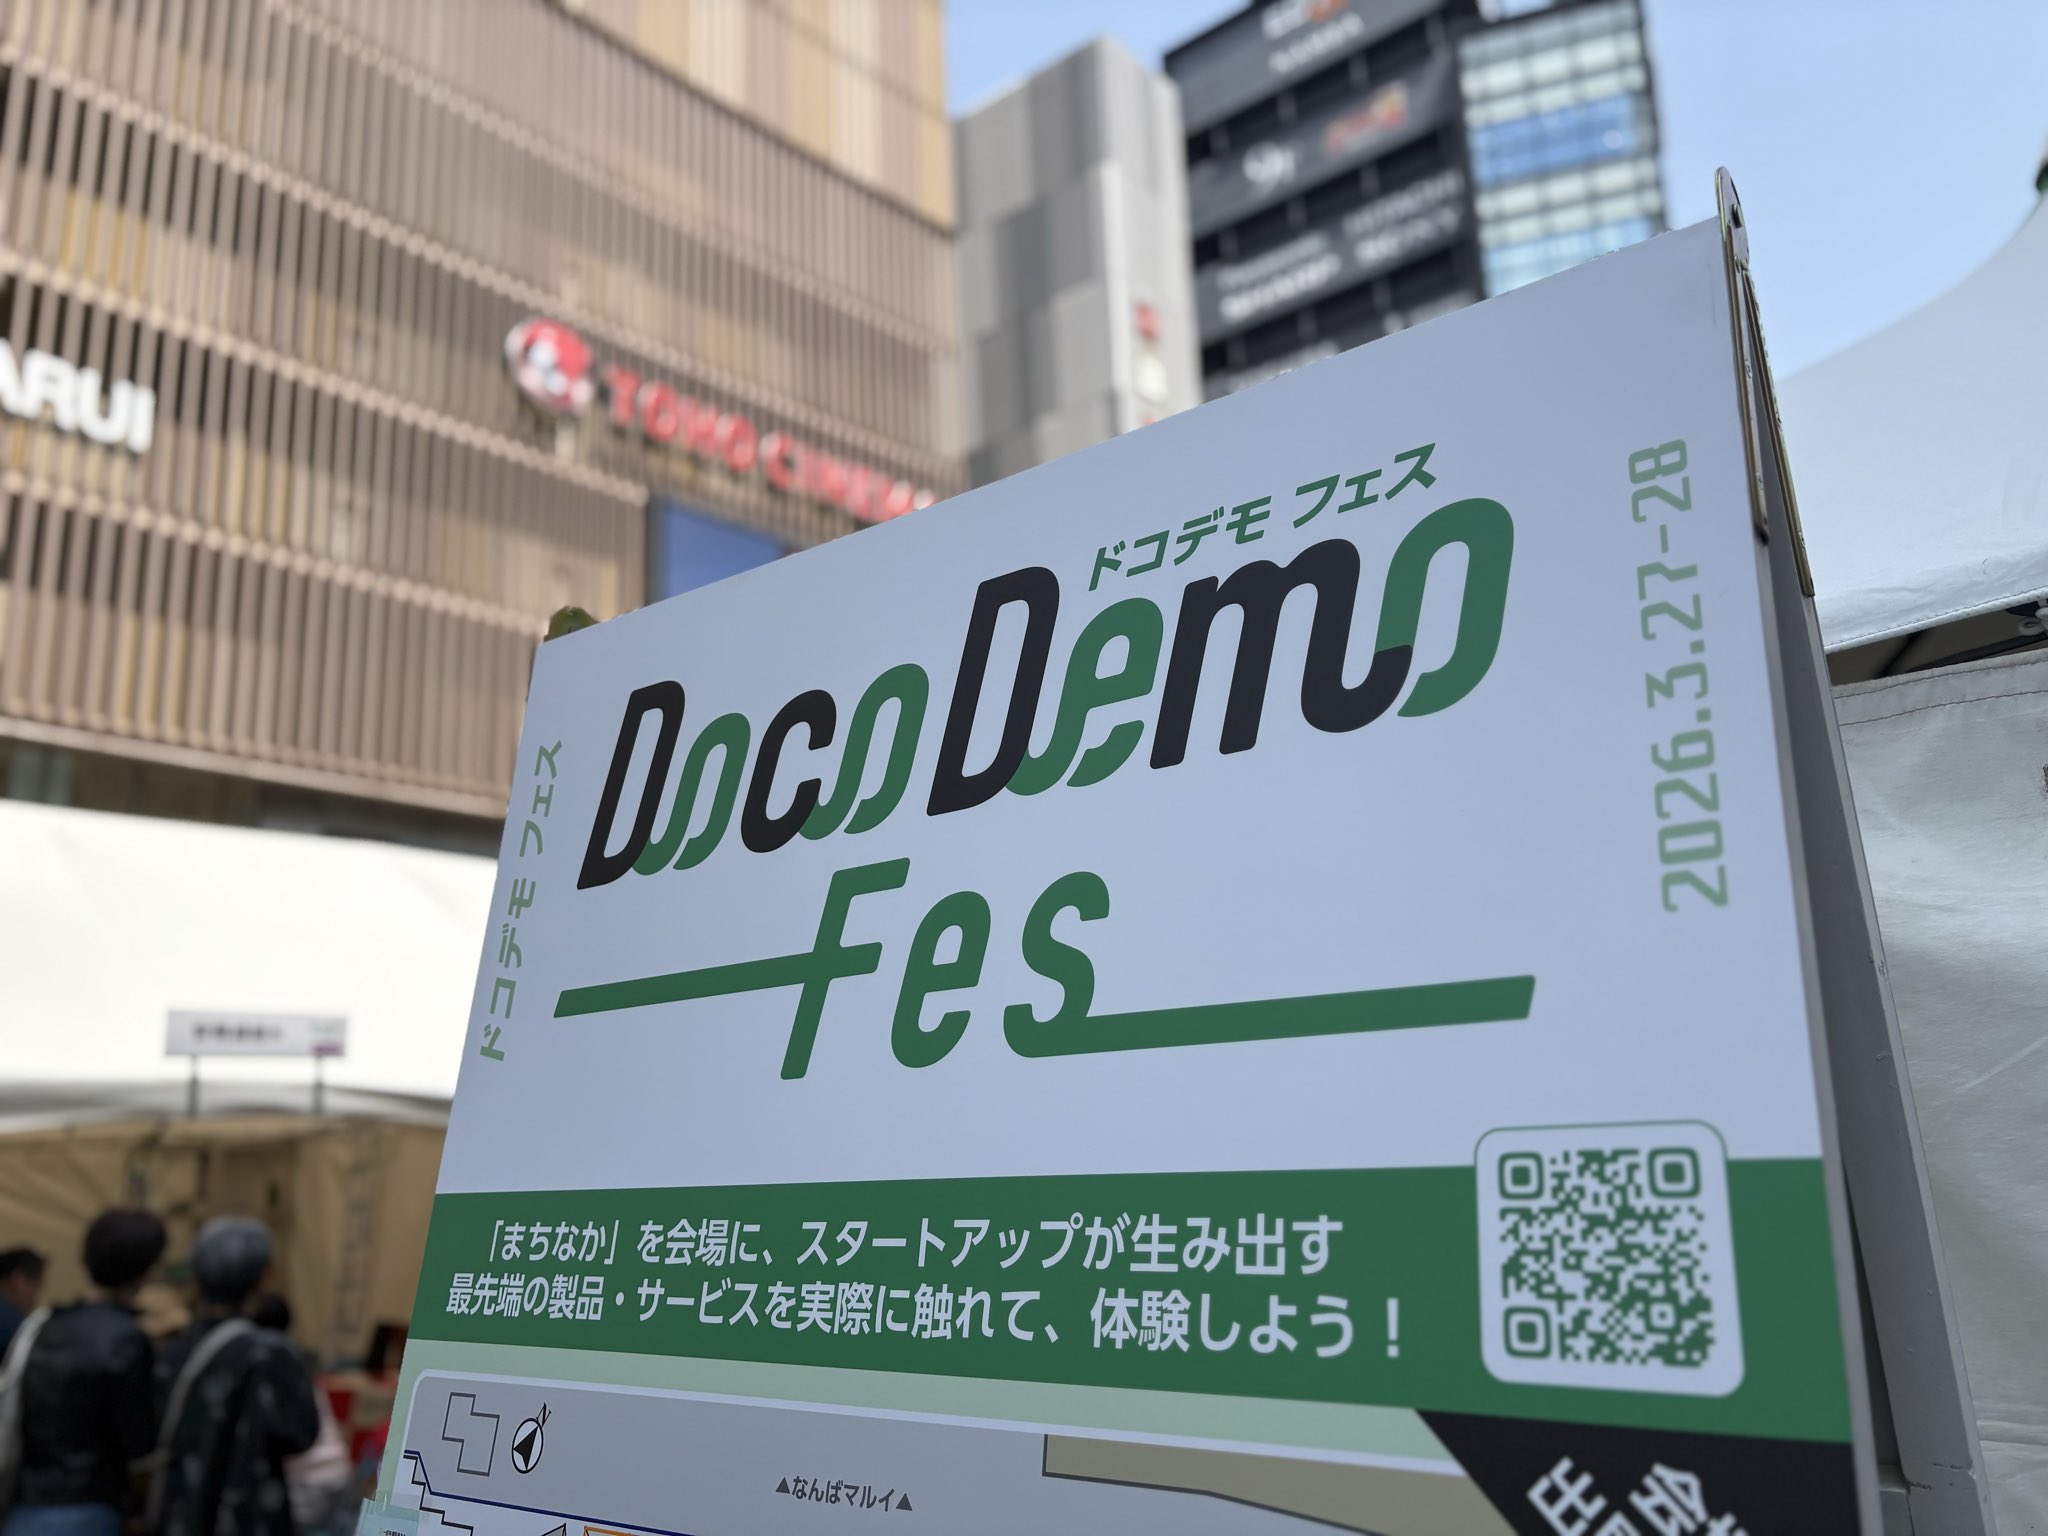 ARUI
TOHO CINEMA
SONY
ドコデモ フェス
DocoDemo
Fes
ドコデモ フェス
2026.3.27-28
「まちなか」を会場に、スタートアップが生み出す
最先端の製品・サービスを実際に触れて、体験しよう！
N
▲なんばマルイ▲